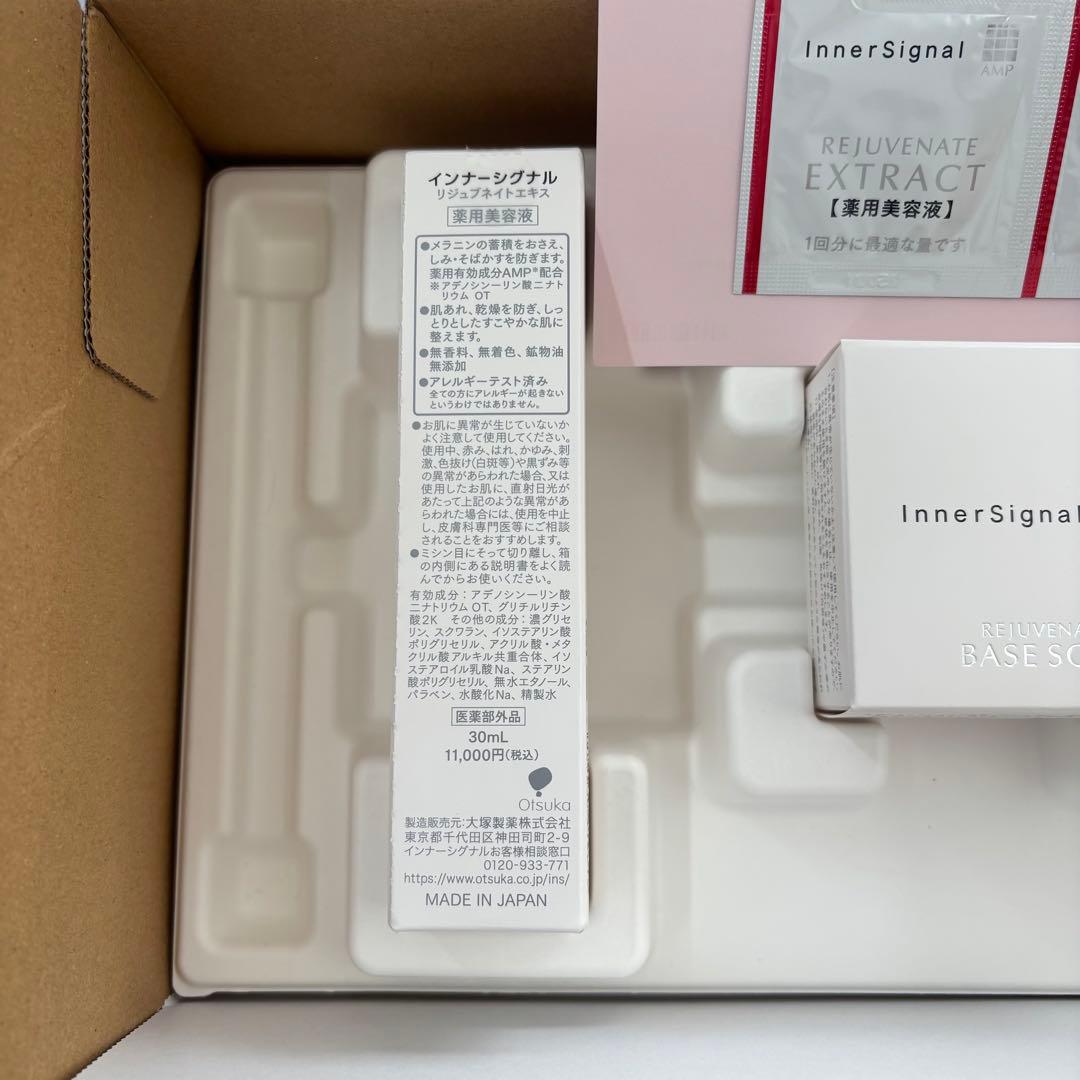 インナーシグナル
リジュブネイトエキス
薬用美容液
●メラニンの蓄積をおさえ、
しみ・そばかすを防ぎます。
薬用有効成分AMP*配合
※アデノシン一リン酸二ナト
リウム OT
●肌あれ、乾燥を防ぎ、しっ
とりとしたすこやかな肌に
整えます。
●無香料、無着色、鉱物油
無添加
●アレルギーテスト済み
全ての方にアレルギーが起きない
というわけではありません。
●お肌に異常が生じていないか
よく注意して使用してください。
使用中、赤み、はれ、かゆみ、刺
激、色抜け(白斑等)や黒ずみ等
の異常があらわれた場合、又は
使用したお肌に、直射日光が
あたって上記のような異常があ
らわれた場合には、使用を中止
し、皮膚科専門医等にご相談
されることをおすすめします。
●ミシン目にそって切り離し、箱
の内側にある説明書をよく読
んでからお使いください。
有効成分：アデノシン一リン酸
二ナトリウム OT、グリチルリチン
酸2K その他の成分：濃グリセ
リン、スクワラン、イソステアリン酸
ポリグリセリル、アクリル酸・メタ
クリル酸アルキル共重合体、イソ
ステアロイル乳酸Na、ステアリン
酸ポリグリセリル、無水エタノール、
パラベン、水酸化Na、精製水
医薬部外品
30mL
11,000円(税込)
Otsuka
製造販売元：大塚製薬株式会社
東京都千代田区神田司町2-9
インナーシグナルお客様相談窓口
0120-933-771
https://www.otsuka.co.jp/ins/
MADE IN JAPAN
InnerSignal
AMP
REJUVENATE
EXTRACT
【薬用美容液】
1回分に最適な量です
InnerSignal
REJUVENA
BASE SO